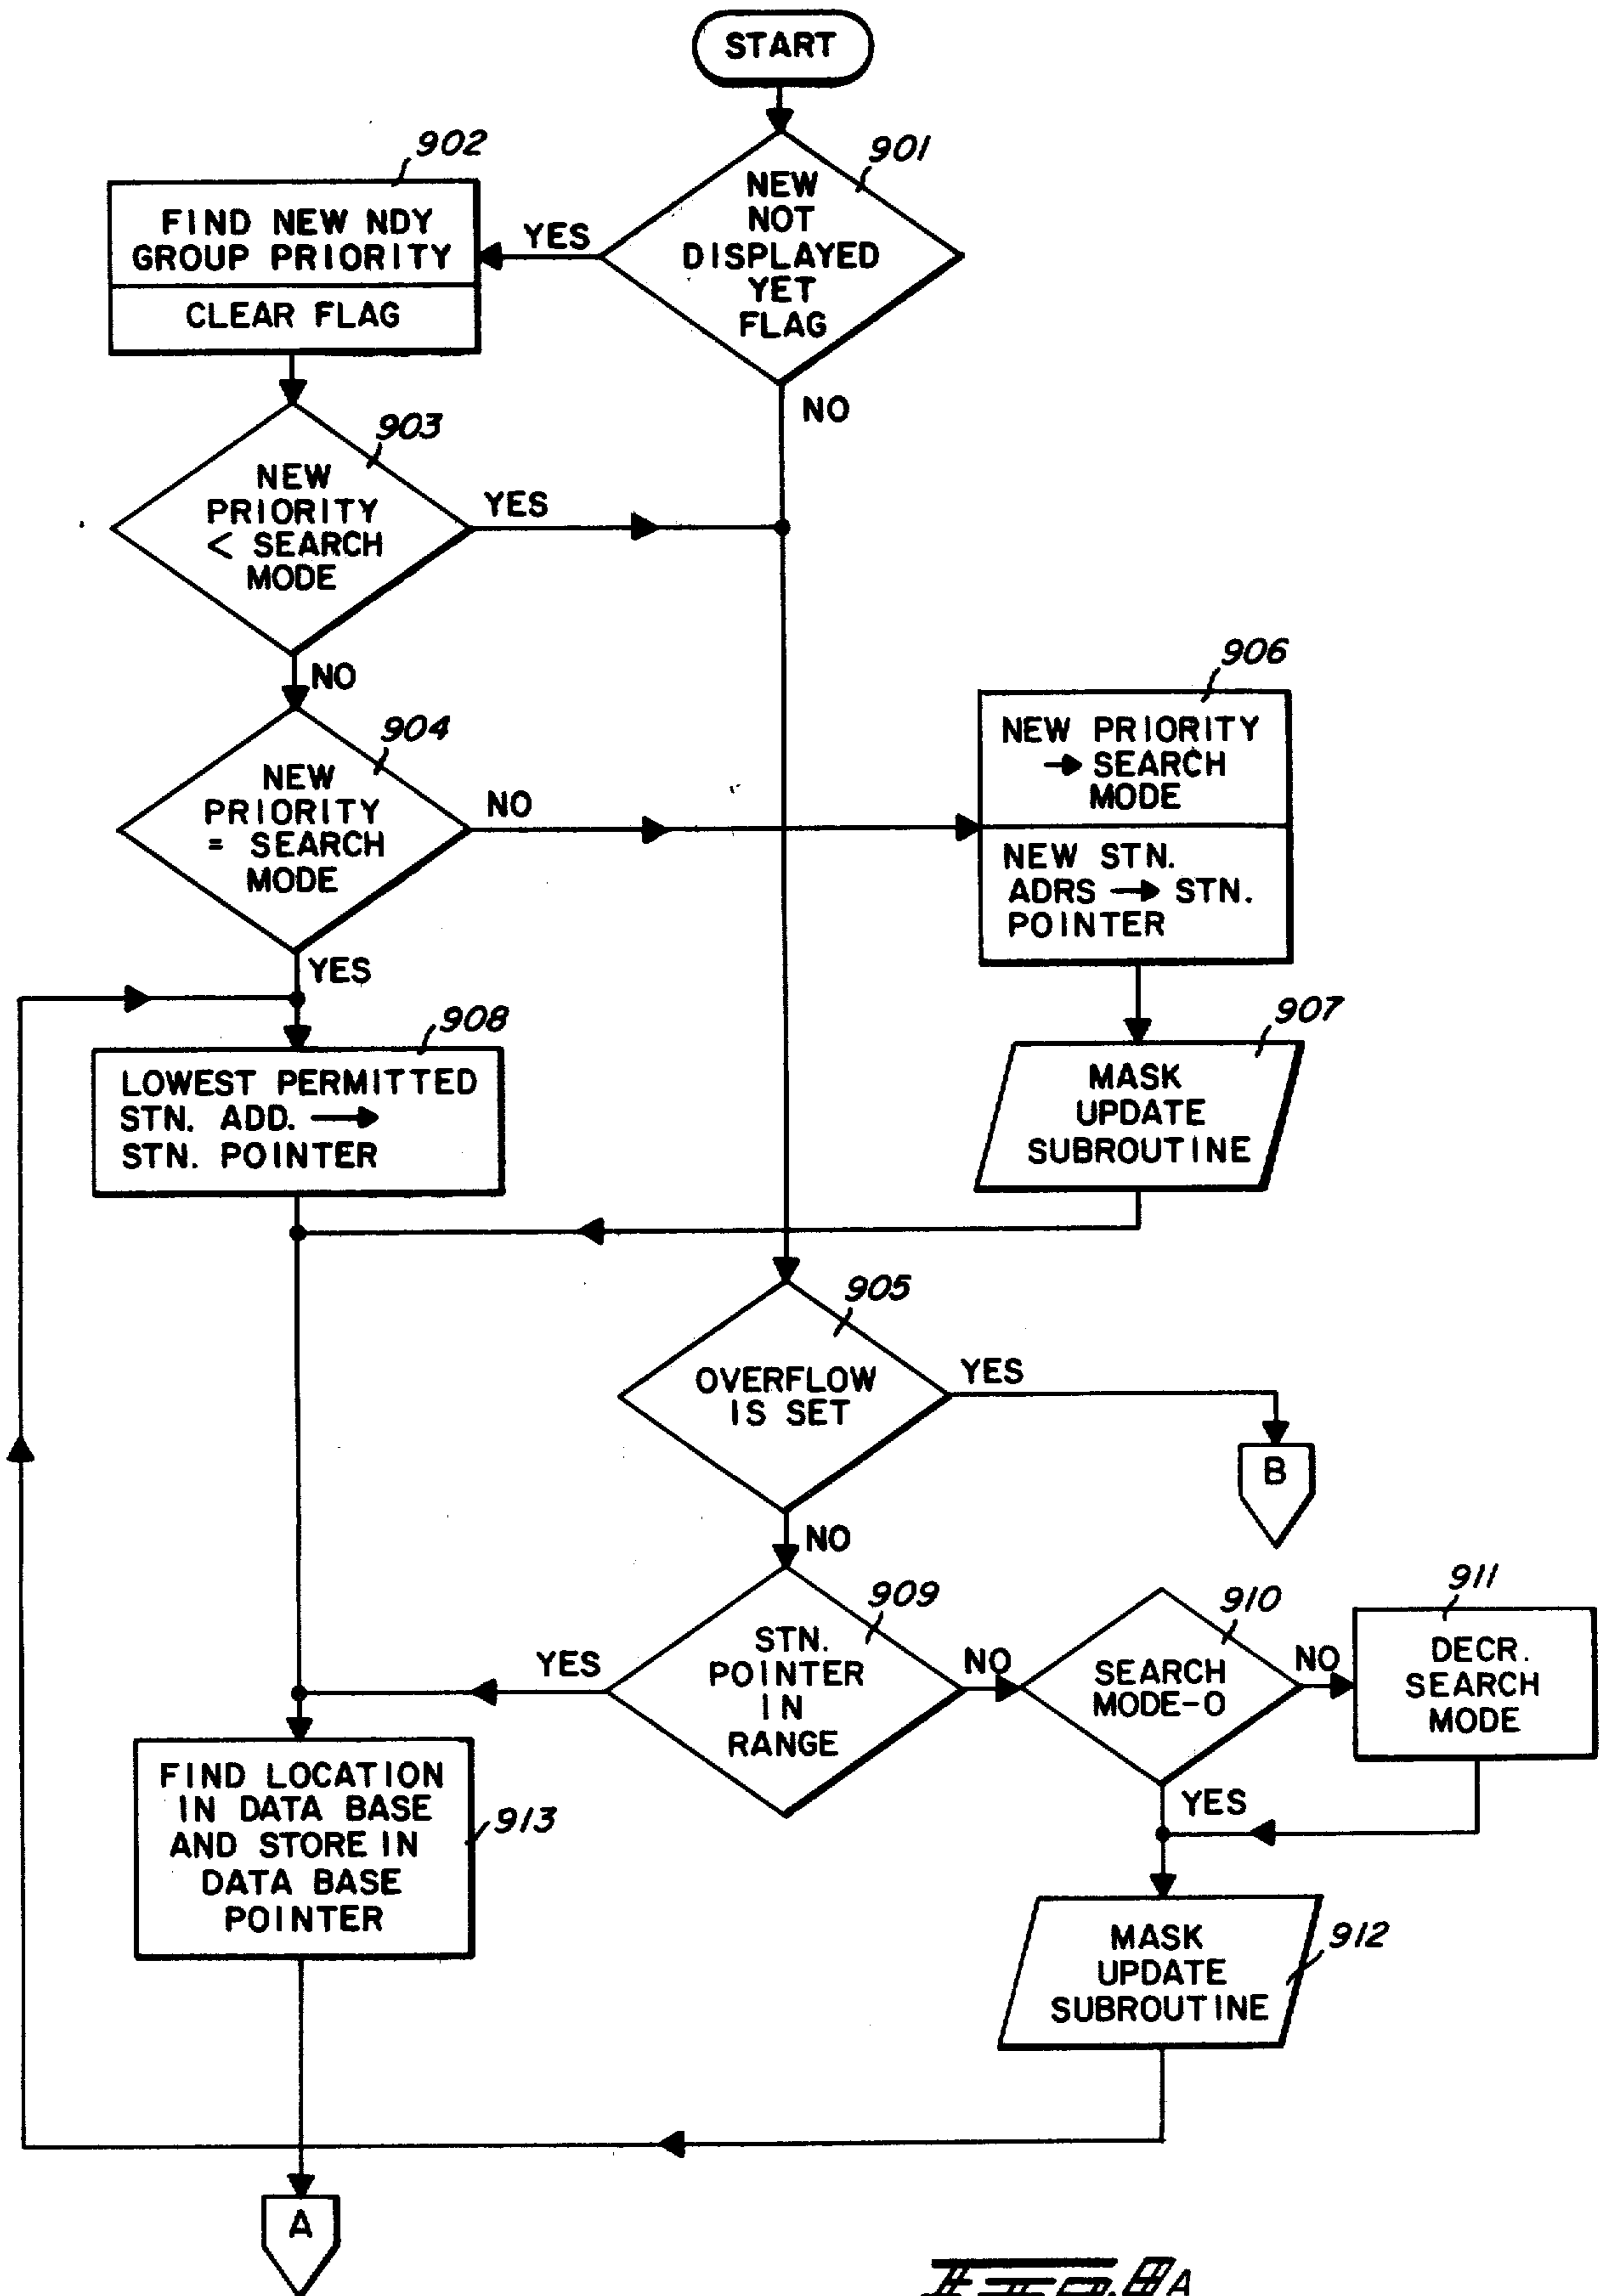 START
901
NEW
NOT
DISPLAYED
YET
FLAG
YES
NO
902
FIND NEW NDY
GROUP PRIORITY
CLEAR FLAG
903
NEW
PRIORITY
< SEARCH
MODE
YES
NO
904
NEW
PRIORITY
= SEARCH
MODE
NO
YES
906
NEW PRIORITY
→ SEARCH
MODE
NEW STN.
ADRS → STN.
POINTER
907
MASK
UPDATE
SUBROUTINE
908
LOWEST PERMITTED
STN. ADD. →
STN. POINTER
905
OVERFLOW
IS SET
YES
B
NO
909
STN.
POINTER
IN
RANGE
YES
NO
910
SEARCH
MODE-0
NO
YES
911
DECR.
SEARCH
MODE
912
MASK
UPDATE
SUBROUTINE
913
FIND LOCATION
IN DATA BASE
AND STORE IN
DATA BASE
POINTER
A
8A